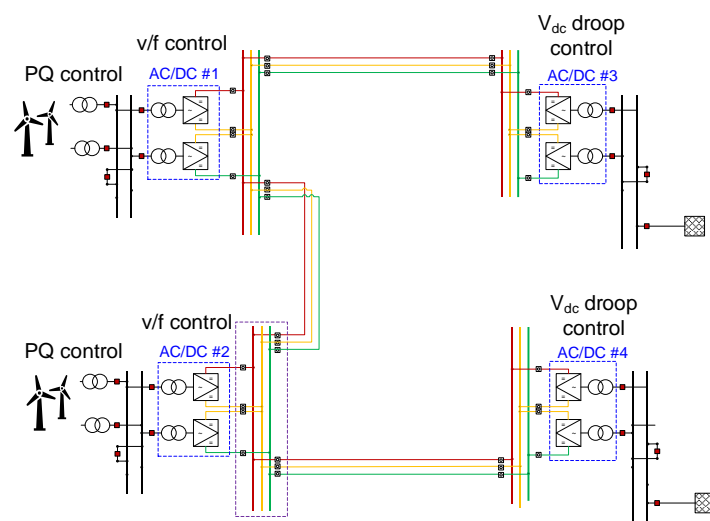 v/f control
PQ control
AC/DC #1
Vdc droop
control
AC/DC #3
v/f control
PQ control
AC/DC #2
Vdc droop
control
AC/DC #4